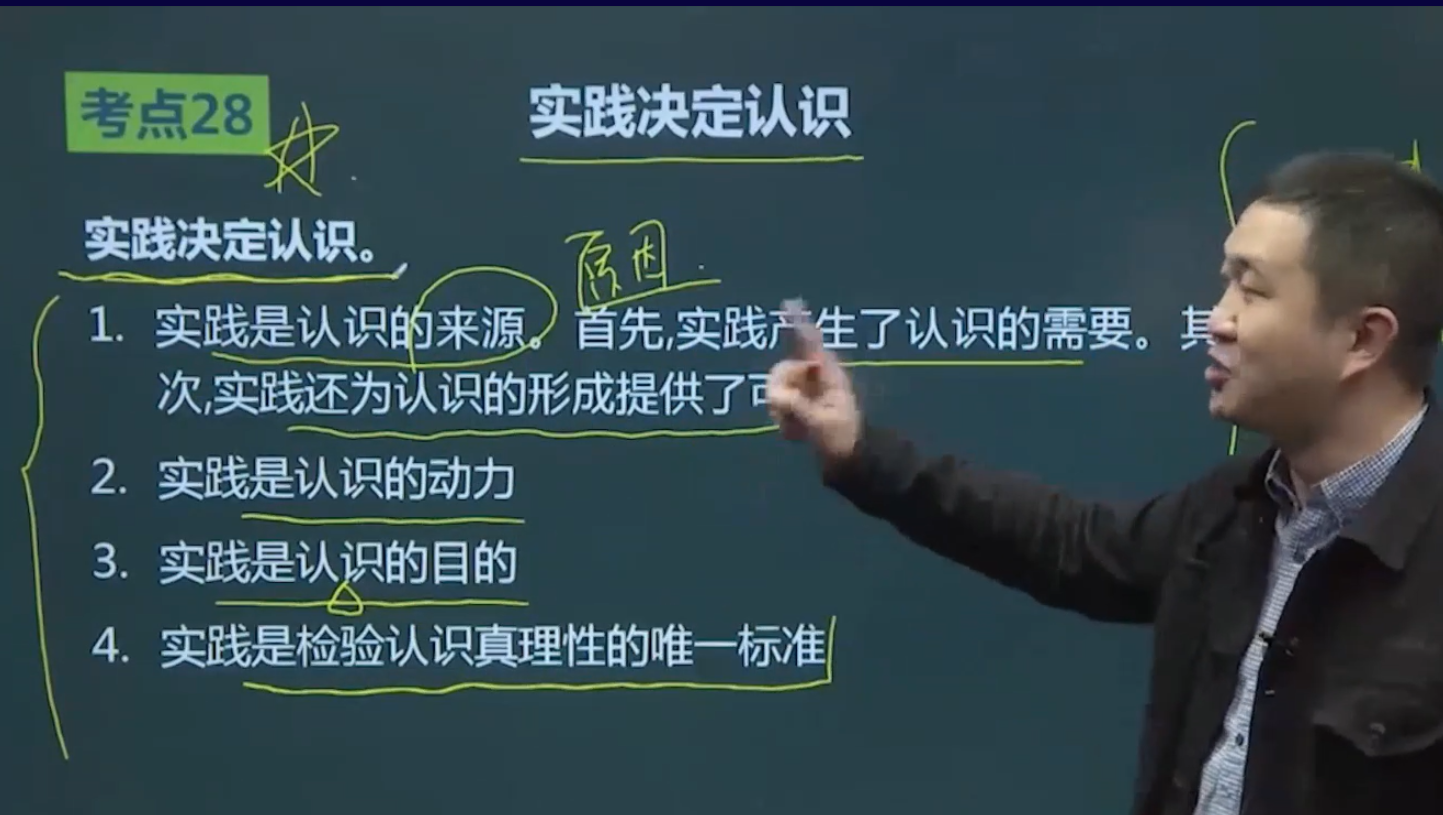 考点28
实践决定认识
实践决定认识。
原因
1. 实践是认识的来源。首先,实践产生了认识的需要。其
次,实践还为认识的形成提供了可
2. 实践是认识的动力
3. 实践是认识的目的
4. 实践是检验认识真理性的唯一标准